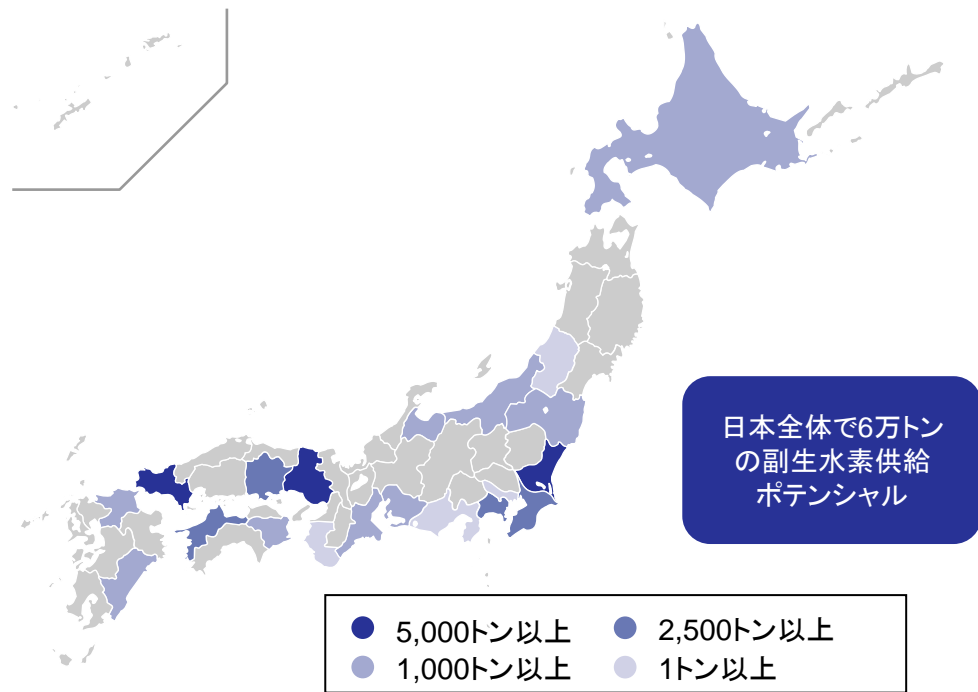 日本全体で6万トン
の副生水素供給
ポテンシャル
5,000トン以上
2,500トン以上
1,000トン以上
1トン以上